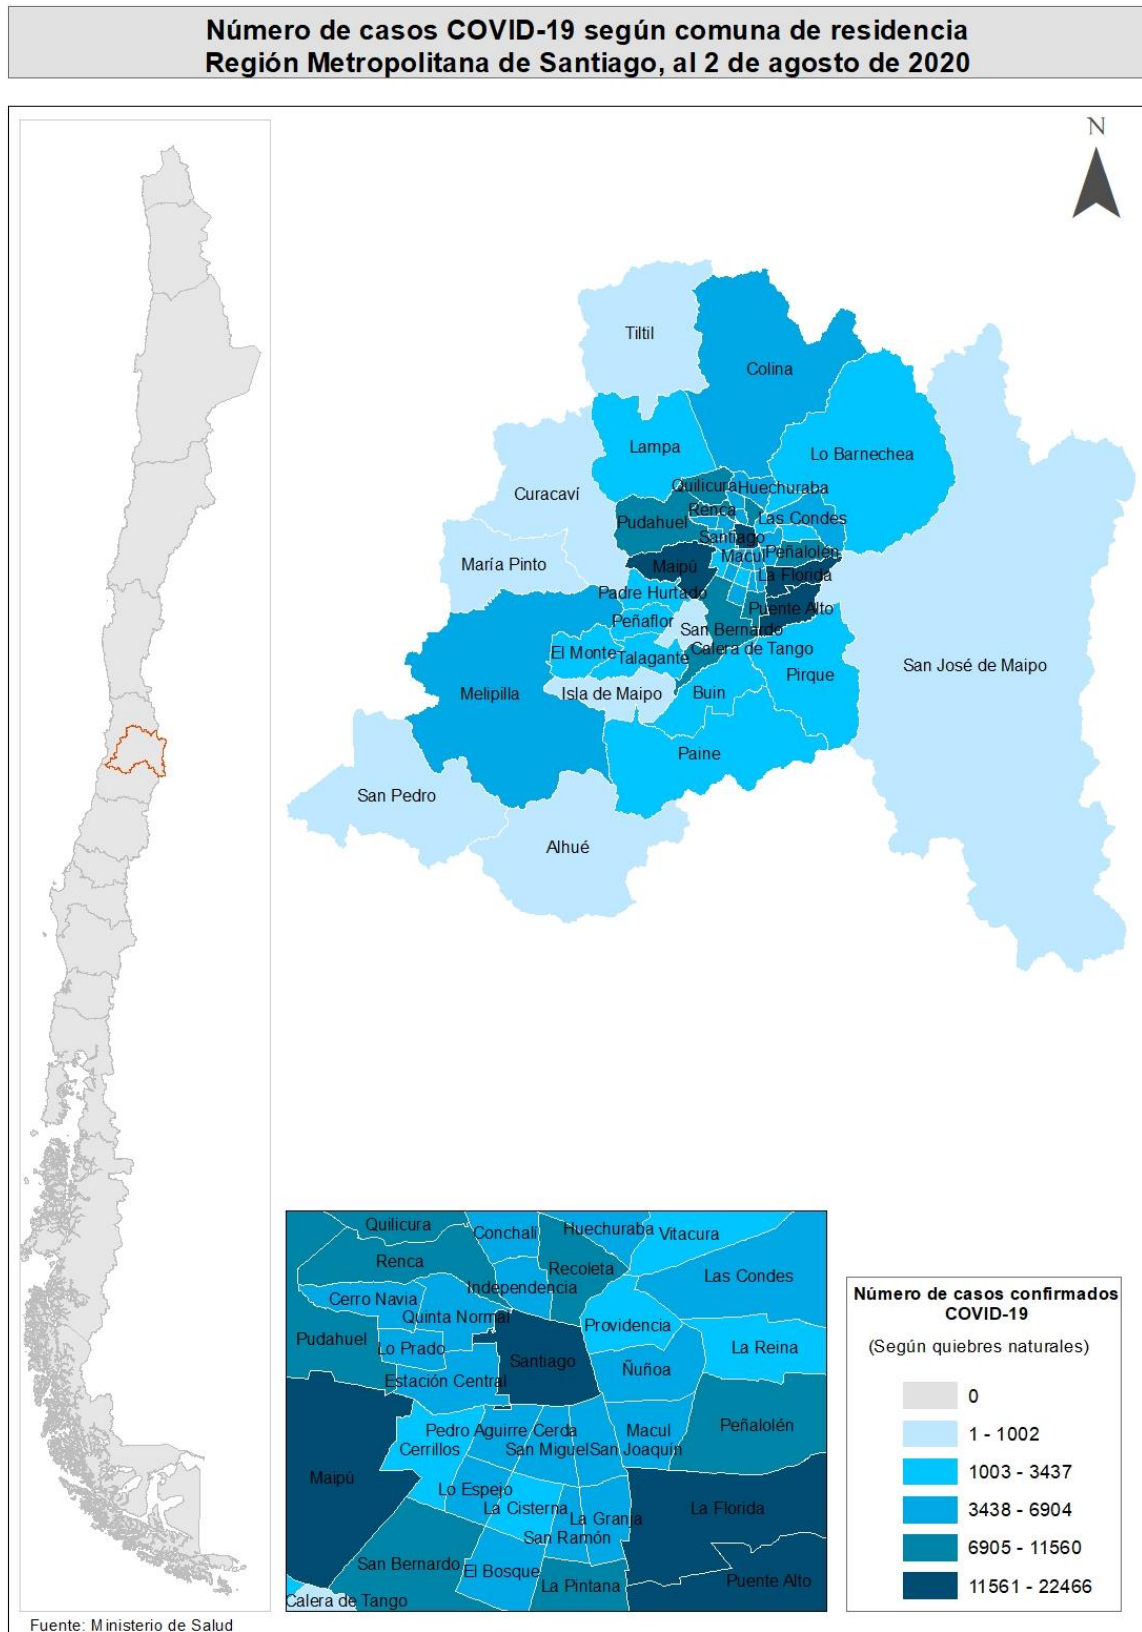 Número de casos COVID-19 según comuna de residencia
Región Metropolitana de Santiago, al 2 de agosto de 2020
N
Tiltil
Colina
Lampa
Lo Barnechea
Curacaví
Quilicura
Huechuraba
Renca
Las Condes
Pudahuel
Santiago
Macul
Peñalolén
María Pinto
Maipú
La Florida
Padre Hurtado
Puente Alto
Peñaflor
San Bernardo
El Monte
Talagante
Calera de Tango
San José de Maipo
Pirque
Melipilla
Isla de Maipo
Buin
Paine
San Pedro
Alhué
Quilicura
Conchalí
Huechuraba
Vitacura
Renca
Recoleta
Las Condes
Independencia
Cerro Navia
Quinta Normal
Providencia
Pudahuel
Lo Prado
Santiago
La Reina
Estación Central
Ñuñoa
Pedro Aguirre Cerda
Macul
Peñalolén
Cerrillos
San Miguel
San Joaquín
Maipú
Lo Espejo
La Cisterna
La Granja
La Florida
San Ramón
San Bernardo
El Bosque
La Pintana
Puente Alto
Calera de Tango
Número de casos confirmados
COVID-19
(Según quiebres naturales)
0
1 - 1002
1003 - 3437
3438 - 6904
6905 - 11560
11561 - 22466
Fuente: Ministerio de Salud